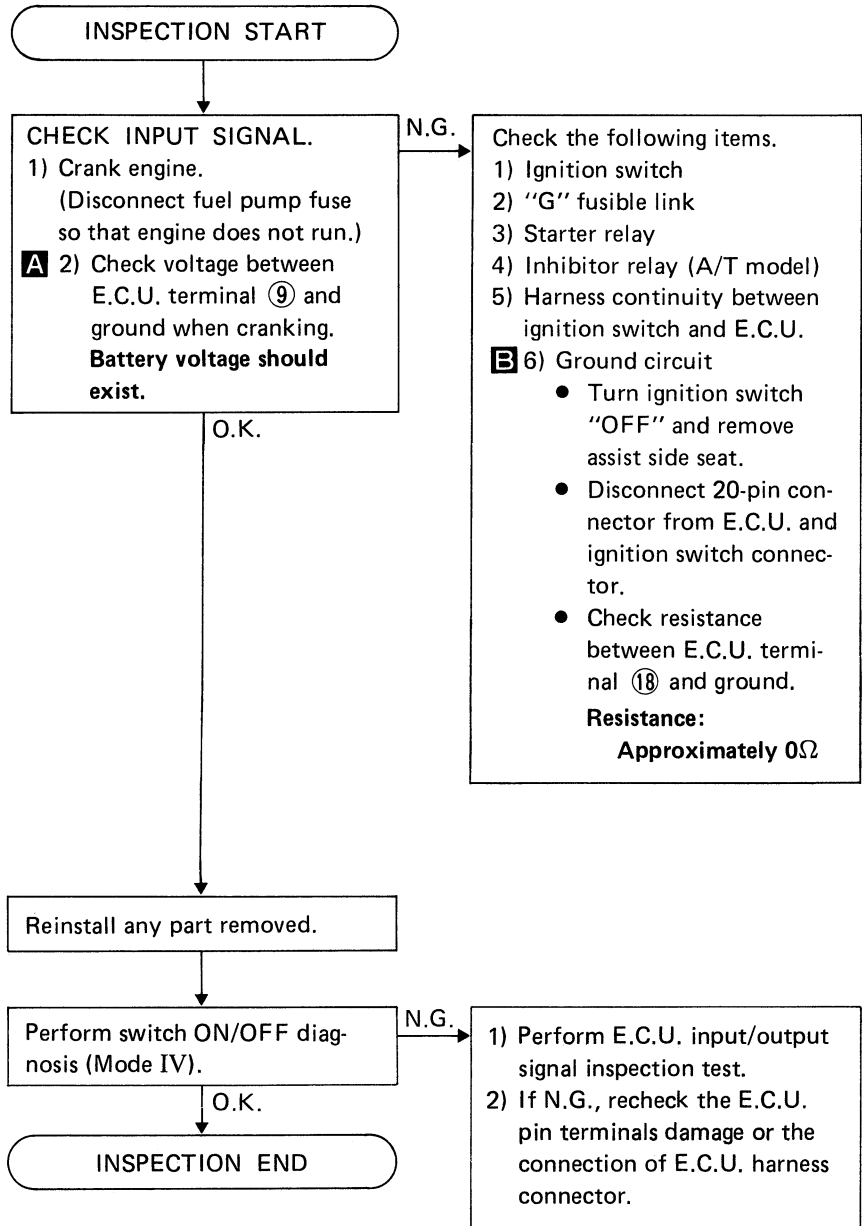 INSPECTION START
CHECK INPUT SIGNAL.
1) Crank engine.
(Disconnect fuel pump fuse
so that engine does not run.)
A 2) Check voltage between
E.C.U. terminal ⑨ and
ground when cranking.
Battery voltage should
exist.
N.G.
Check the following items.
1) Ignition switch
2) "G" fusible link
3) Starter relay
4) Inhibitor relay (A/T model)
5) Harness continuity between
ignition switch and E.C.U.
B 6) Ground circuit
● Turn ignition switch
"OFF" and remove
assist side seat.
● Disconnect 20-pin con-
nector from E.C.U. and
ignition switch connec-
tor.
● Check resistance
between E.C.U. termi-
nal ⑱ and ground.
Resistance:
Approximately 0Ω
O.K.
Reinstall any part removed.
Perform switch ON/OFF diag-
nosis (Mode IV).
N.G.
1) Perform E.C.U. input/output
signal inspection test.
2) If N.G., recheck the E.C.U.
pin terminals damage or the
connection of E.C.U. harness
connector.
O.K.
INSPECTION END